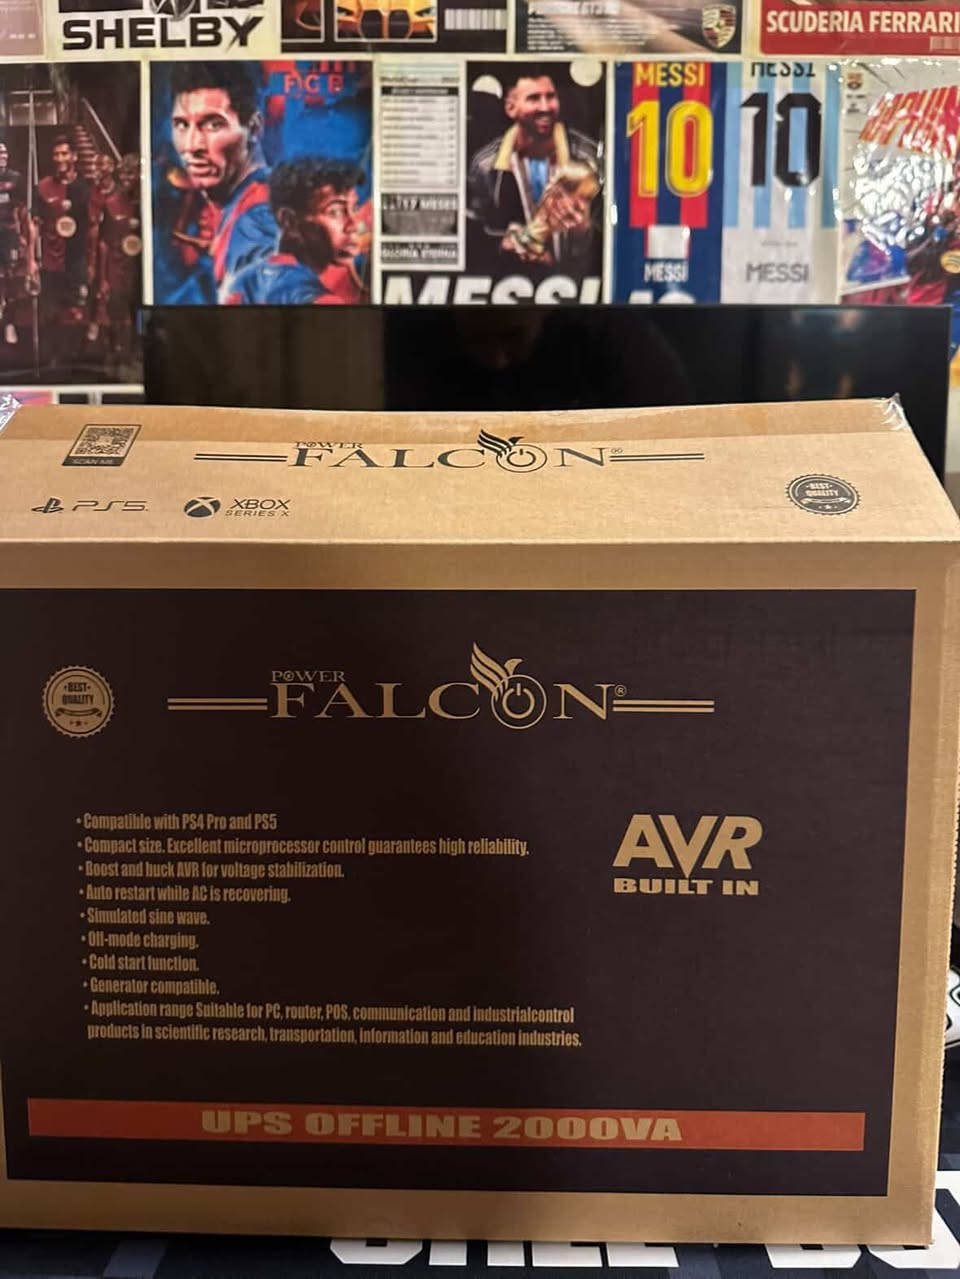 SHELBY
SCUDERIA FERRARI
FCB
MESSI
10
MESSI
10
MESSI
MESSI
MESSI
SCAN ME
POWER
FALCON®
PS5
XBOX
SERIES X
BEST
QUALITY
BEST
QUALITY
POWER
FALCON®
• Compatible with PS4 Pro and PS5
• Compact size. Excellent microprocessor control guarantees high reliability.
• Boost and buck AVR for voltage stabilization.
• Auto restart while AC is recovering.
• Simulated sine wave.
• Off-mode charging.
• Cold start function.
• Generator compatible.
• Application range Suitable for PC, router, POS, communication and industrialcontrol
products in scientific research, transportation, information and education industries.
AVR
BUILT IN
UPS OFFLINE 2000VA